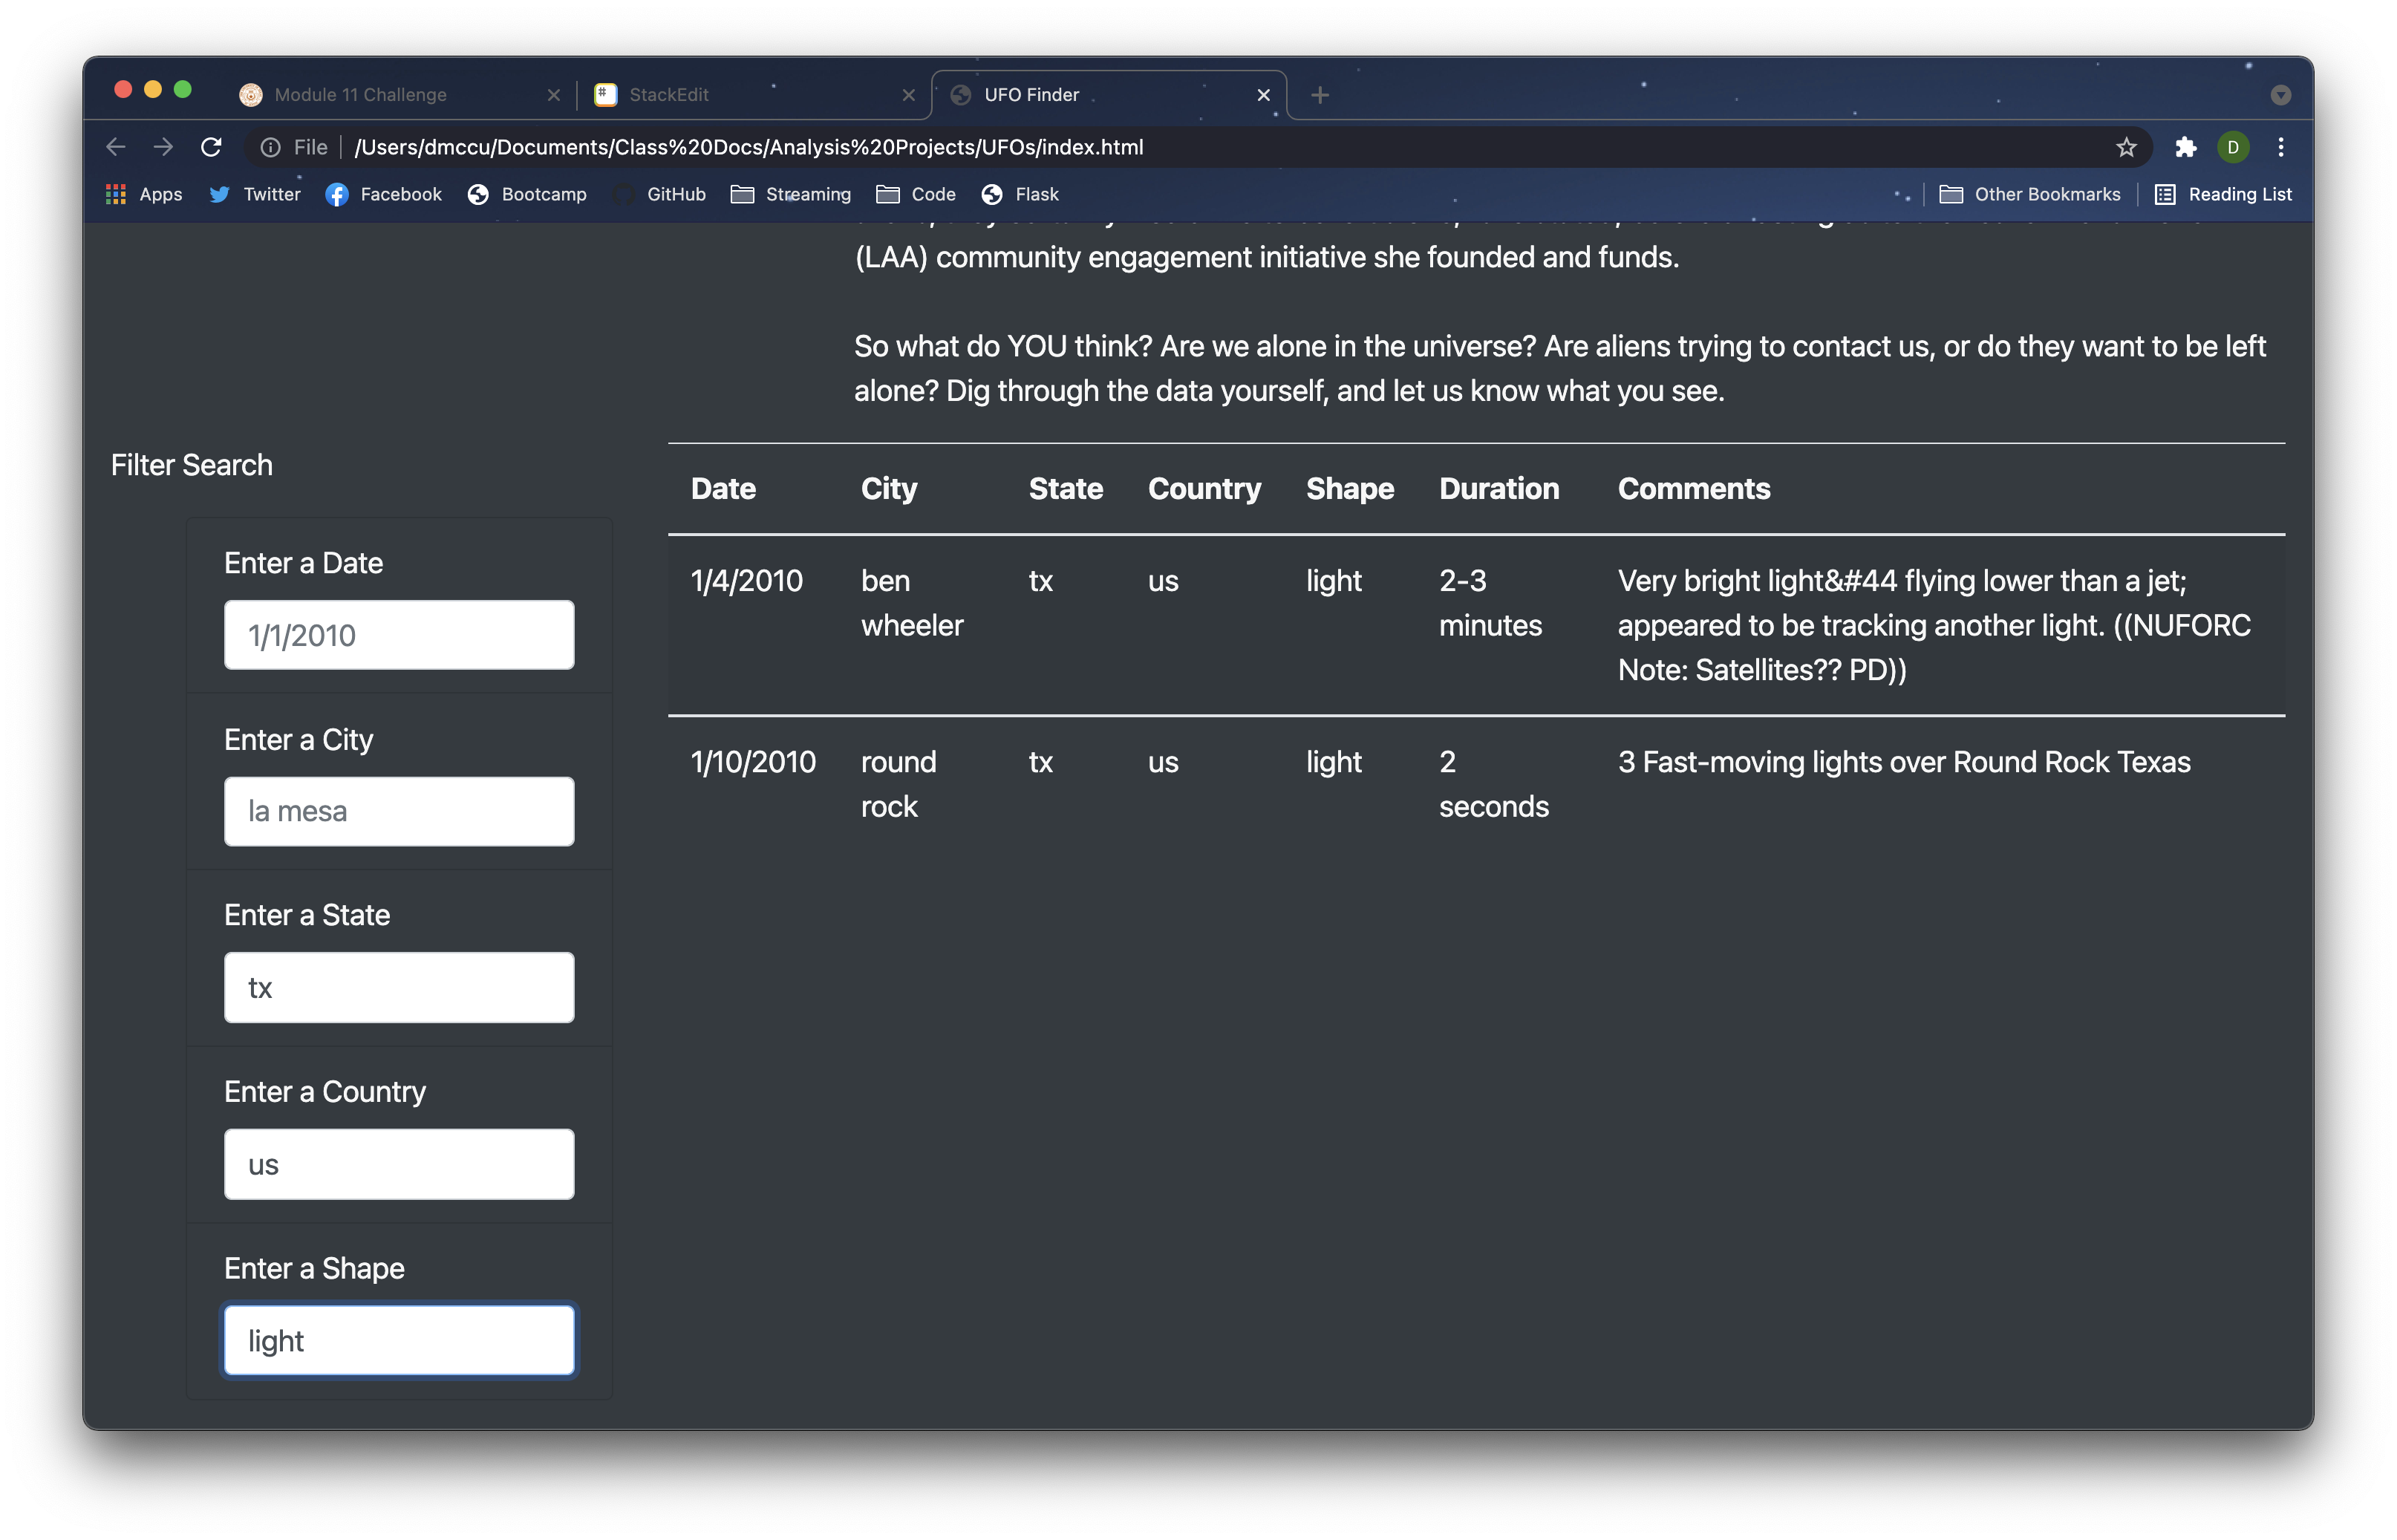 Module 11 Challenge
StackEdit
UFO Finder
File
/Users/dmccu/Documents/Class%20Docs/Analysis%20Projects/UFOs/index.html
D
Apps
Twitter
Facebook
Bootcamp
GitHub
Streaming
Code
Flask
Other Bookmarks
Reading List
(LAA) community engagement initiative she founded and funds.
So what do YOU think? Are we alone in the universe? Are aliens trying to contact us, or do they want to be left
alone? Dig through the data yourself, and let us know what you see.
Filter Search
Enter a Date
1/1/2010
Enter a City
la mesa
Enter a State
tx
Enter a Country
us
Enter a Shape
light
Date City State Country Shape Duration Comments
1/4/2010 ben tx us light 2-3 Very bright light&#44 flying lower than a jet;
wheeler minutes appeared to be tracking another light. ((NUFORC
Note: Satellites?? PD))
1/10/2010 round tx us light 2 3 Fast-moving lights over Round Rock Texas
rock seconds